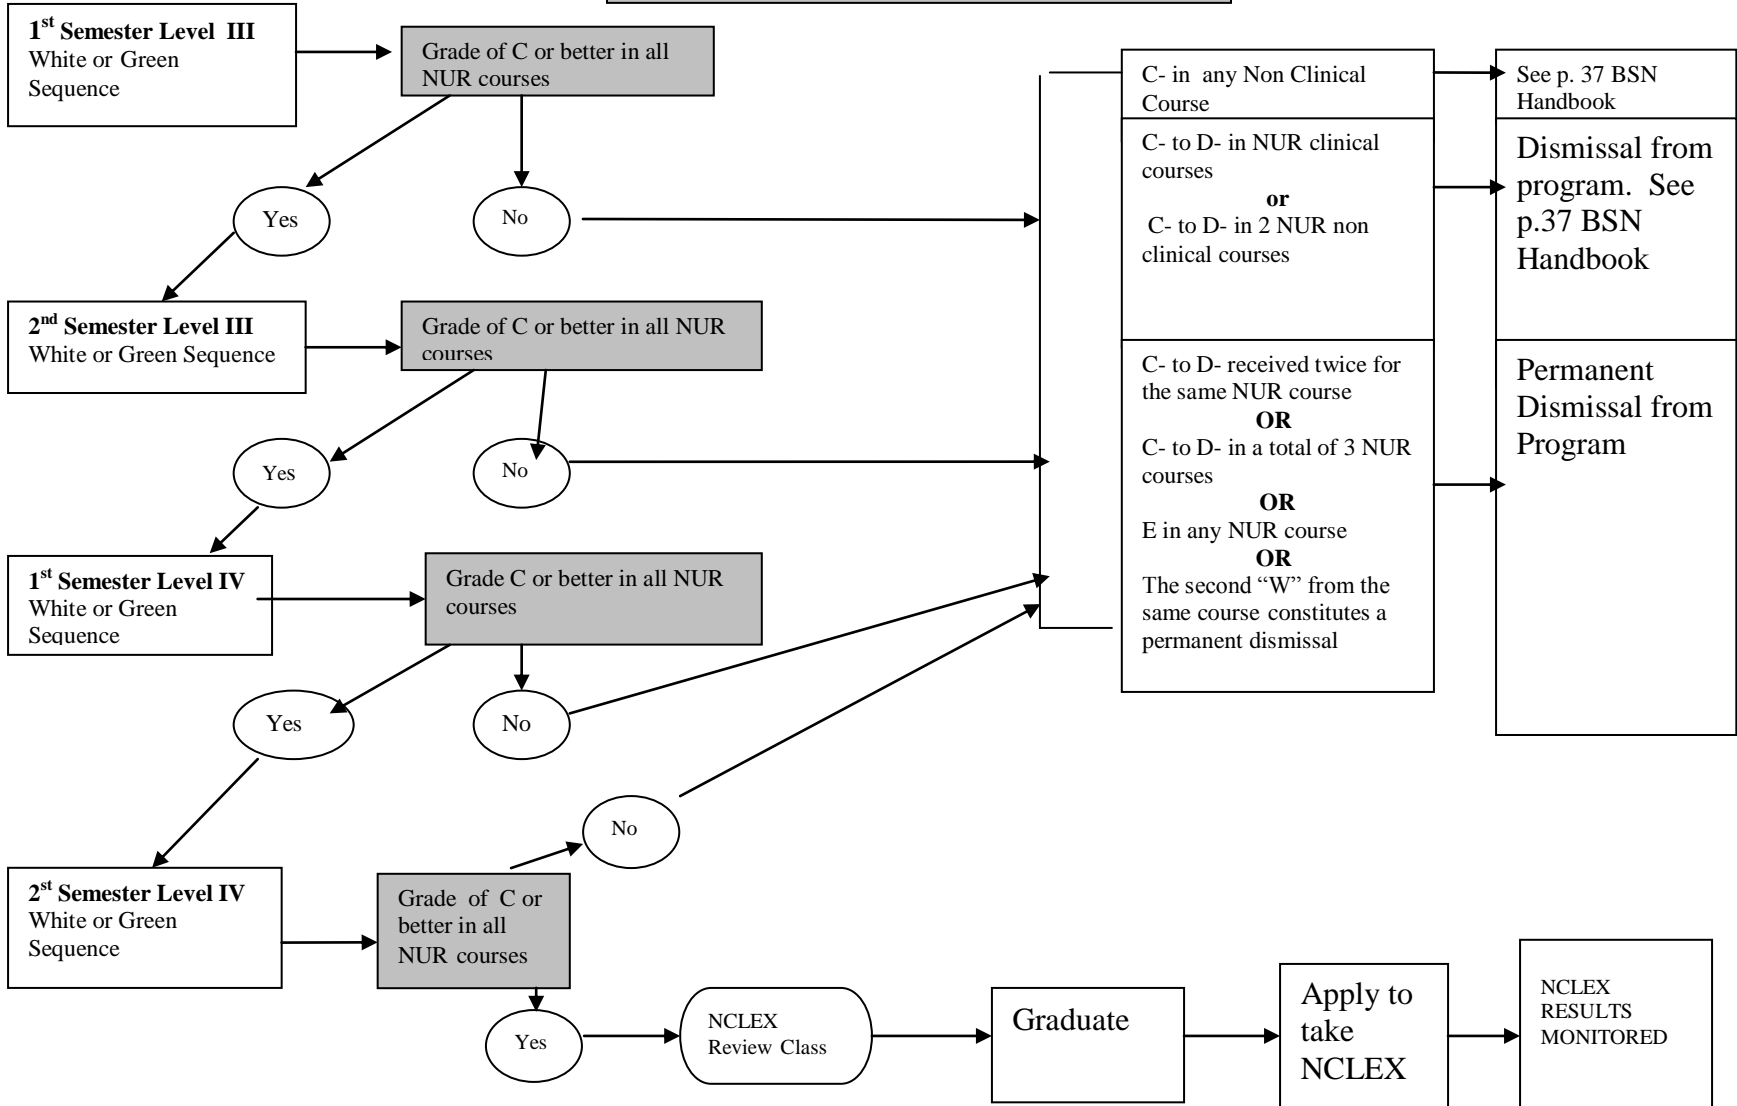 1st Semester Level III
White or Green
Sequence
Grade of C or better in all
NUR courses
C- in any Non Clinical
Course
See p. 37 BSN
Handbook
C- to D- in NUR clinical
courses
or
C- to D- in 2 NUR non
clinical courses
Dismissal from
program. See
p.37 BSN
Handbook
Yes
No
2nd Semester Level III
White or Green Sequence
Grade of C or better in all NUR
courses
C- to D- received twice for
the same NUR course
OR
C- to D- in a total of 3 NUR
courses
OR
E in any NUR course
OR
The second “W” from the
same course constitutes a
permanent dismissal
Permanent
Dismissal from
Program
Yes
No
1st Semester Level IV
White or Green
Sequence
Grade C or better in all NUR
courses
Yes
No
No
2st Semester Level IV
White or Green
Sequence
Grade of C or
better in all
NUR courses
Yes
NCLEX
Review Class
Graduate
Apply to
take
NCLEX
NCLEX
RESULTS
MONITORED